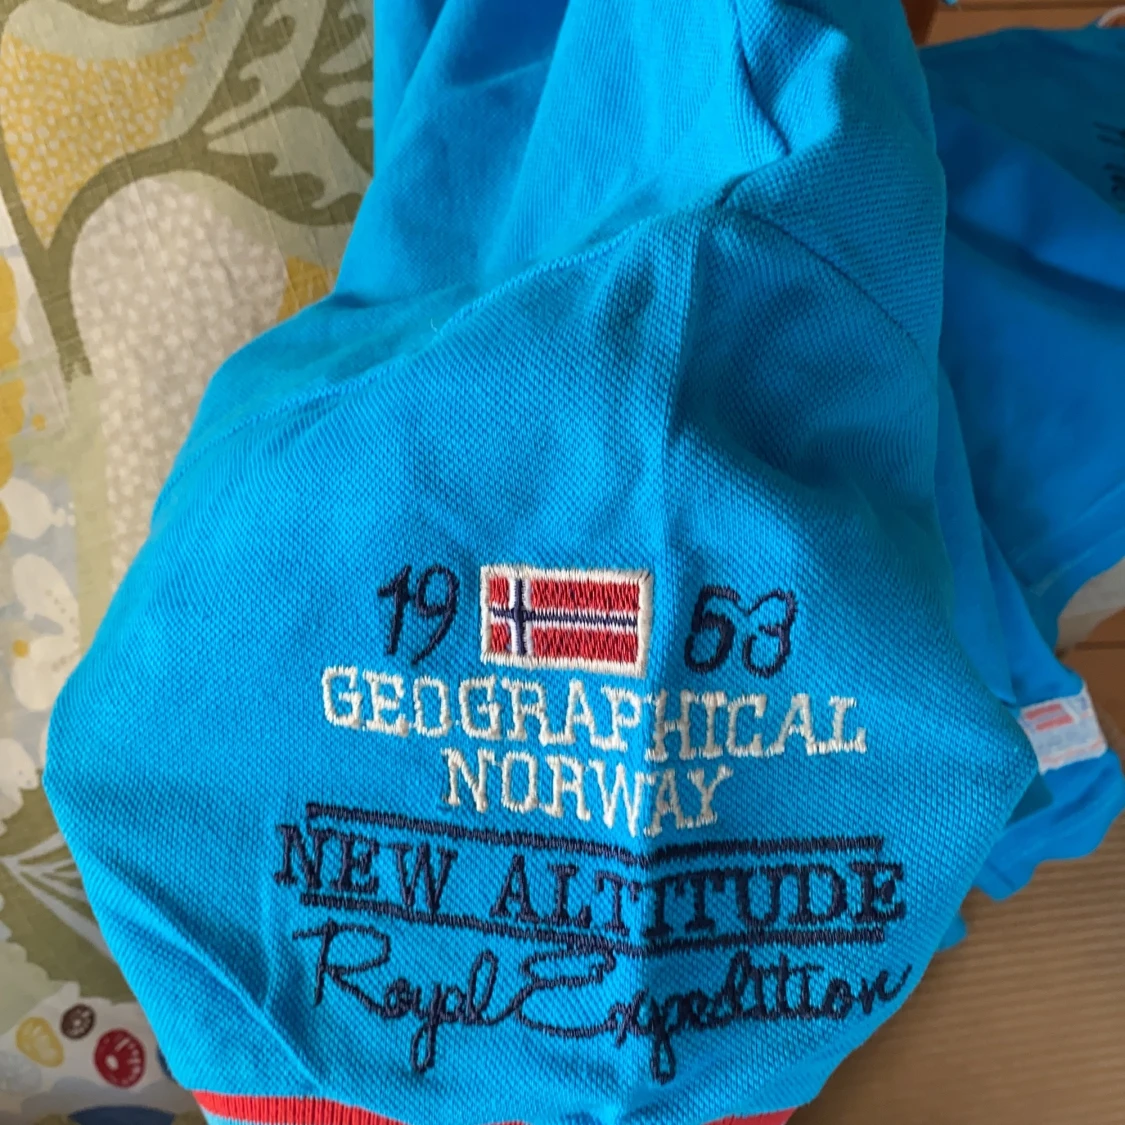 19 53
GEOGRAPHICAL
NORWAY
NEW ALTITUDE
Royal Expedition